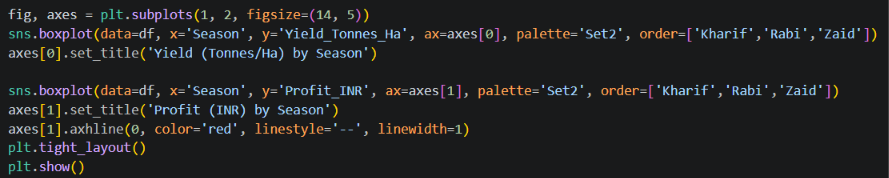 fig, axes = plt.subplots(1, 2, figsize=(14, 5))
sns.boxplot(data=df, x='Season', y='Yield_Tonnes_Ha', ax=axes[0], palette='Set2', order=['Kharif','Rabi','Zaid'])
axes[0].set_title('Yield (Tonnes/Ha) by Season')

sns.boxplot(data=df, x='Season', y='Profit_INR', ax=axes[1], palette='Set2', order=['Kharif','Rabi','Zaid'])
axes[1].set_title('Profit (INR) by Season')
axes[1].axhline(0, color='red', linestyle='--', linewidth=1)
plt.tight_layout()
plt.show()